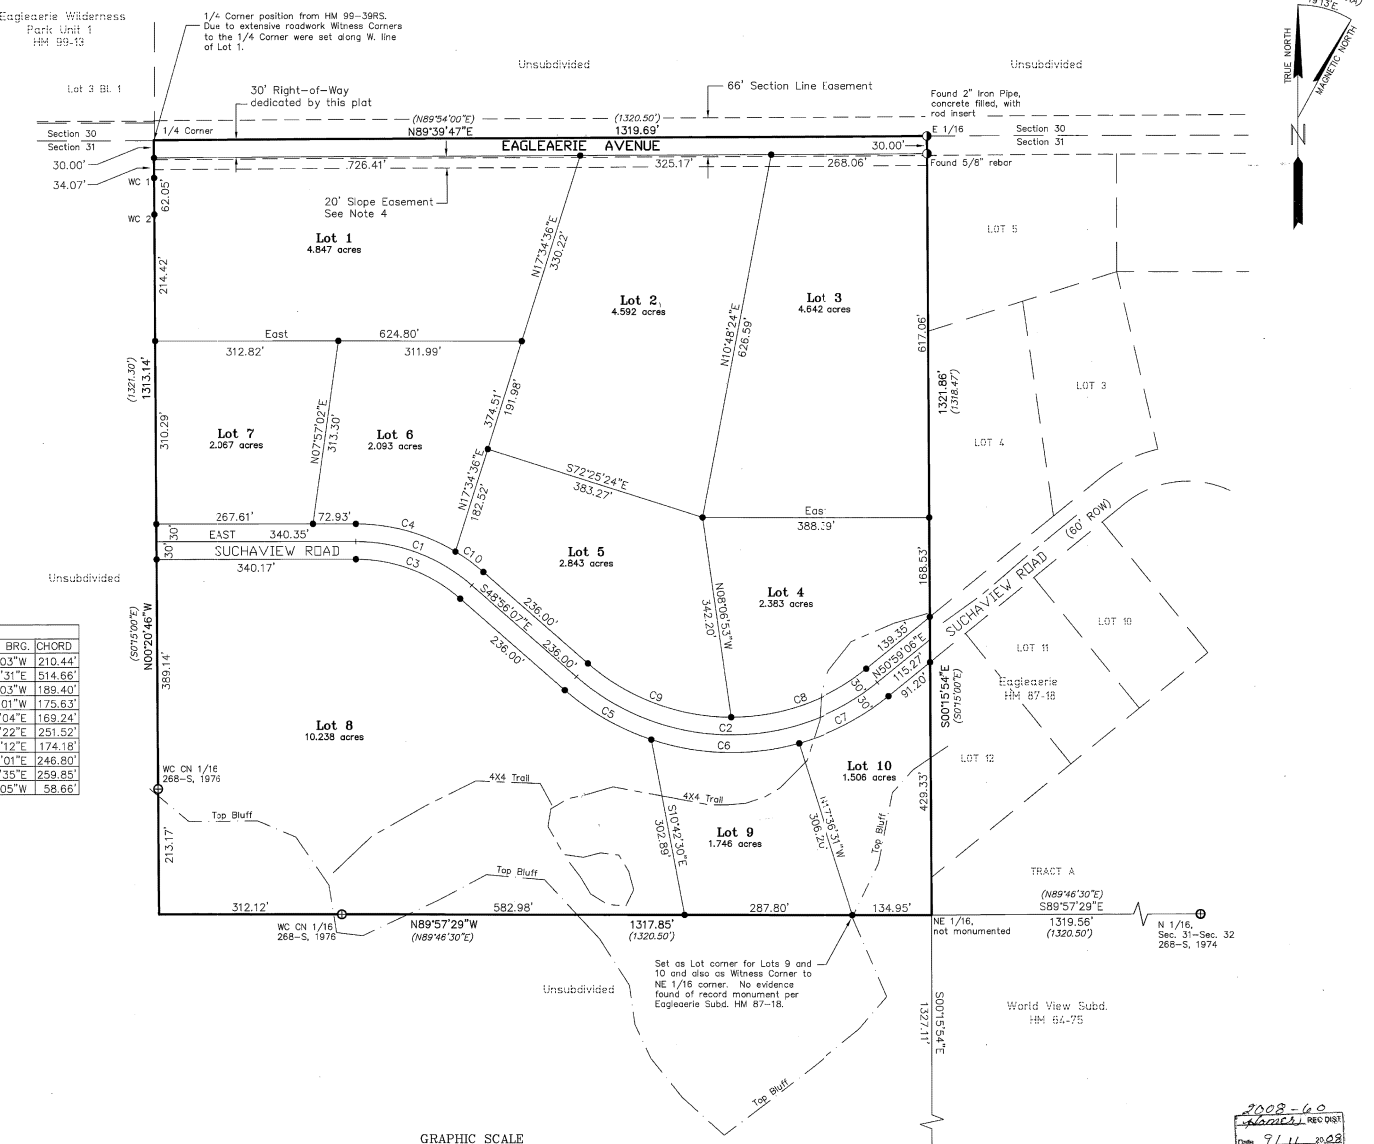 Eagleaerie Wilderness
Park Unit 1
HM 99-13
Lot 3 Bl. 1
1/4 Corner position from HM 99-39RS.
Due to extensive roadwork Witness Corners
to the 1/4 Corner were set along W. line
of Lot 1.
Unsubdivided
Unsubdivided
TRUE NORTH
MAGNETIC NORTH
N
30' Right-of-Way
dedicated by this plat
66' Section Line Easement
Found 2" Iron Pipe,
concrete filled, with
rod insert
(N89°54'00"E)
(1320.50')
N89°39'47"E
1319.69'
Section 30
Section 31
1/4 Corner
E 1/16
Section 30
Section 31
EAGLEAERIE AVENUE
30.00'
30.00'
726.41'
325.17'
268.06'
Found 5/8" rebar
34.07'
WC 1
62.05'
WC 2
20' Slope Easement
See Note 4
Lot 1
4.847 acres
N17°34'36"E
330.22'
LOT 5
214.42'
Lot 2
4.592 acres
Lot 3
4.642 acres
N10°48'24"E
626.59'
617.06'
East
624.80'
312.82'
311.99'
(1321.30')
1313.14'
374.51'
191.98'
1321.86'
(1318.47')
LOT 3
310.29'
Lot 7
2.067 acres
N07°57'02"E
313.30'
Lot 6
2.093 acres
LOT 4
N17°34'36"E
182.52'
S72°25'24"E
383.27'
267.61'
72.93'
C4
388.
30'
EAST
340.35'
C1
C10
30'
SUCHAVIEW ROAD
340.17'
C3
Lot 5
2.843 acres
168.53'
SUCHAVIEW ROAD
(60' ROW)
Unsubdivided
S48°56'07"E
236.00'
236.00'
236.00'
N08°06'53"W
342.20'
Lot 4
2.383 acres
(S0°15'00"E)
N00°20'46"W
389.14'
139.35'
N50°59'06"E
115.27'
91.20'
30'
30'
LOT 10
LOT 11
BRG. CHORD
03"W 210.44'
'31"E 514.66'
03"W 189.40'
'01"W 175.63'
'04"E 169.24'
'22"E 251.52'
'12"E 174.18'
'01"E 246.80'
'35"E 259.85'
'05"W 58.66'
Eagleaerie
HM 87-18
S00°15'54"E
(S0°15'00"E)
C9
C8
C5
C2
C6
C7
Lot 8
10.238 acres
LOT 12
WC CN 1/16
268-S, 1976
4X4 Trail
4X4 Trail
Lot 10
1.506 acres
429.33'
Top Bluff
213.17'
S10°42'30"E
302.89'
Lot 9
1.746 acres
N17°36'31"W
Top Bluff
Top Bluff
TRACT A
(N89°46'30"E)
S89°57'29"E
312.12'
582.98'
287.80'
134.95'
WC CN 1/16
268-S, 1976
N89°57'29"W
(N89°46'30"E)
1317.85'
(1320.50')
NE 1/16,
not monumented
1319.56'
(1320.50')
N 1/16,
Sec. 31-Sec. 32
268-S, 1974
Set as Lot corner for Lots 9 and
10 and also as Witness Corner to
NE 1/16 corner. No evidence
found of record monument per
Eagleaerie Subd. HM 87-18.
Unsubdivided
S00°15'54"E
1327.11'
World View Subd.
HM 64-75
Top Bluff
2008-60
Homer REC DIST
GRAPHIC SCALE